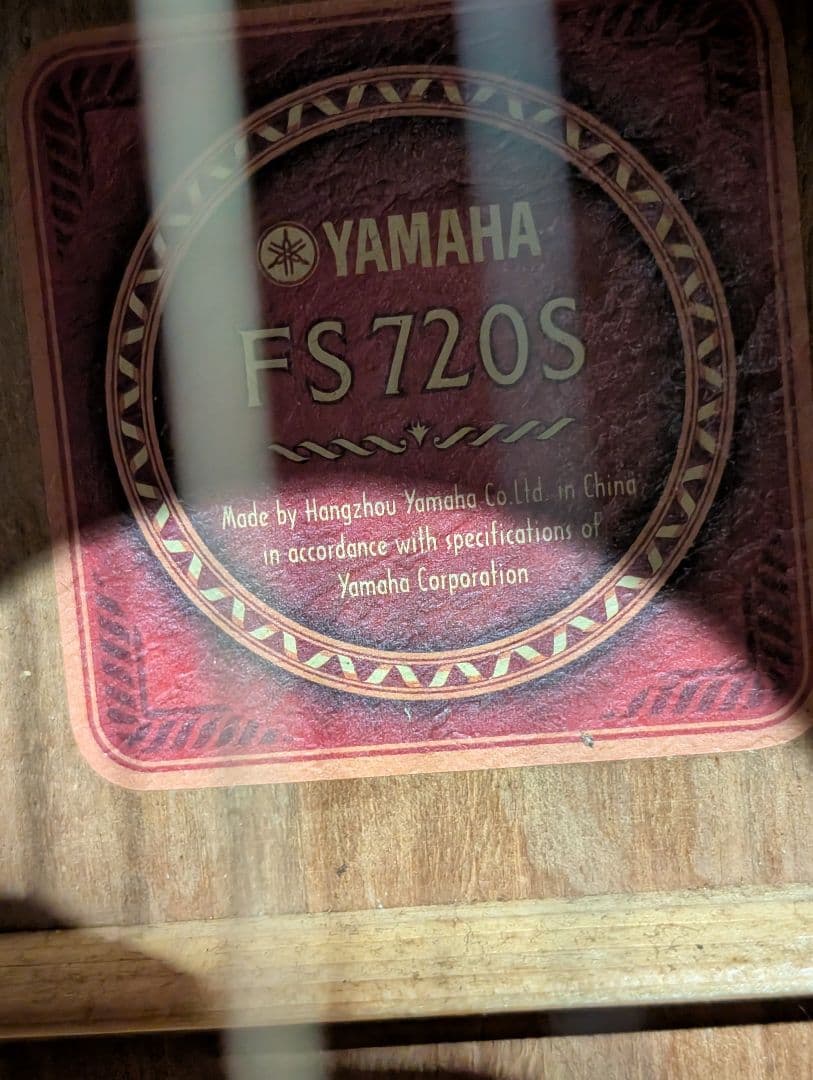 YAMAHA
FS720S
Made by Hangzhou Yamaha Co.Ltd. in China
in accordance with specifications of
Yamaha Corporation